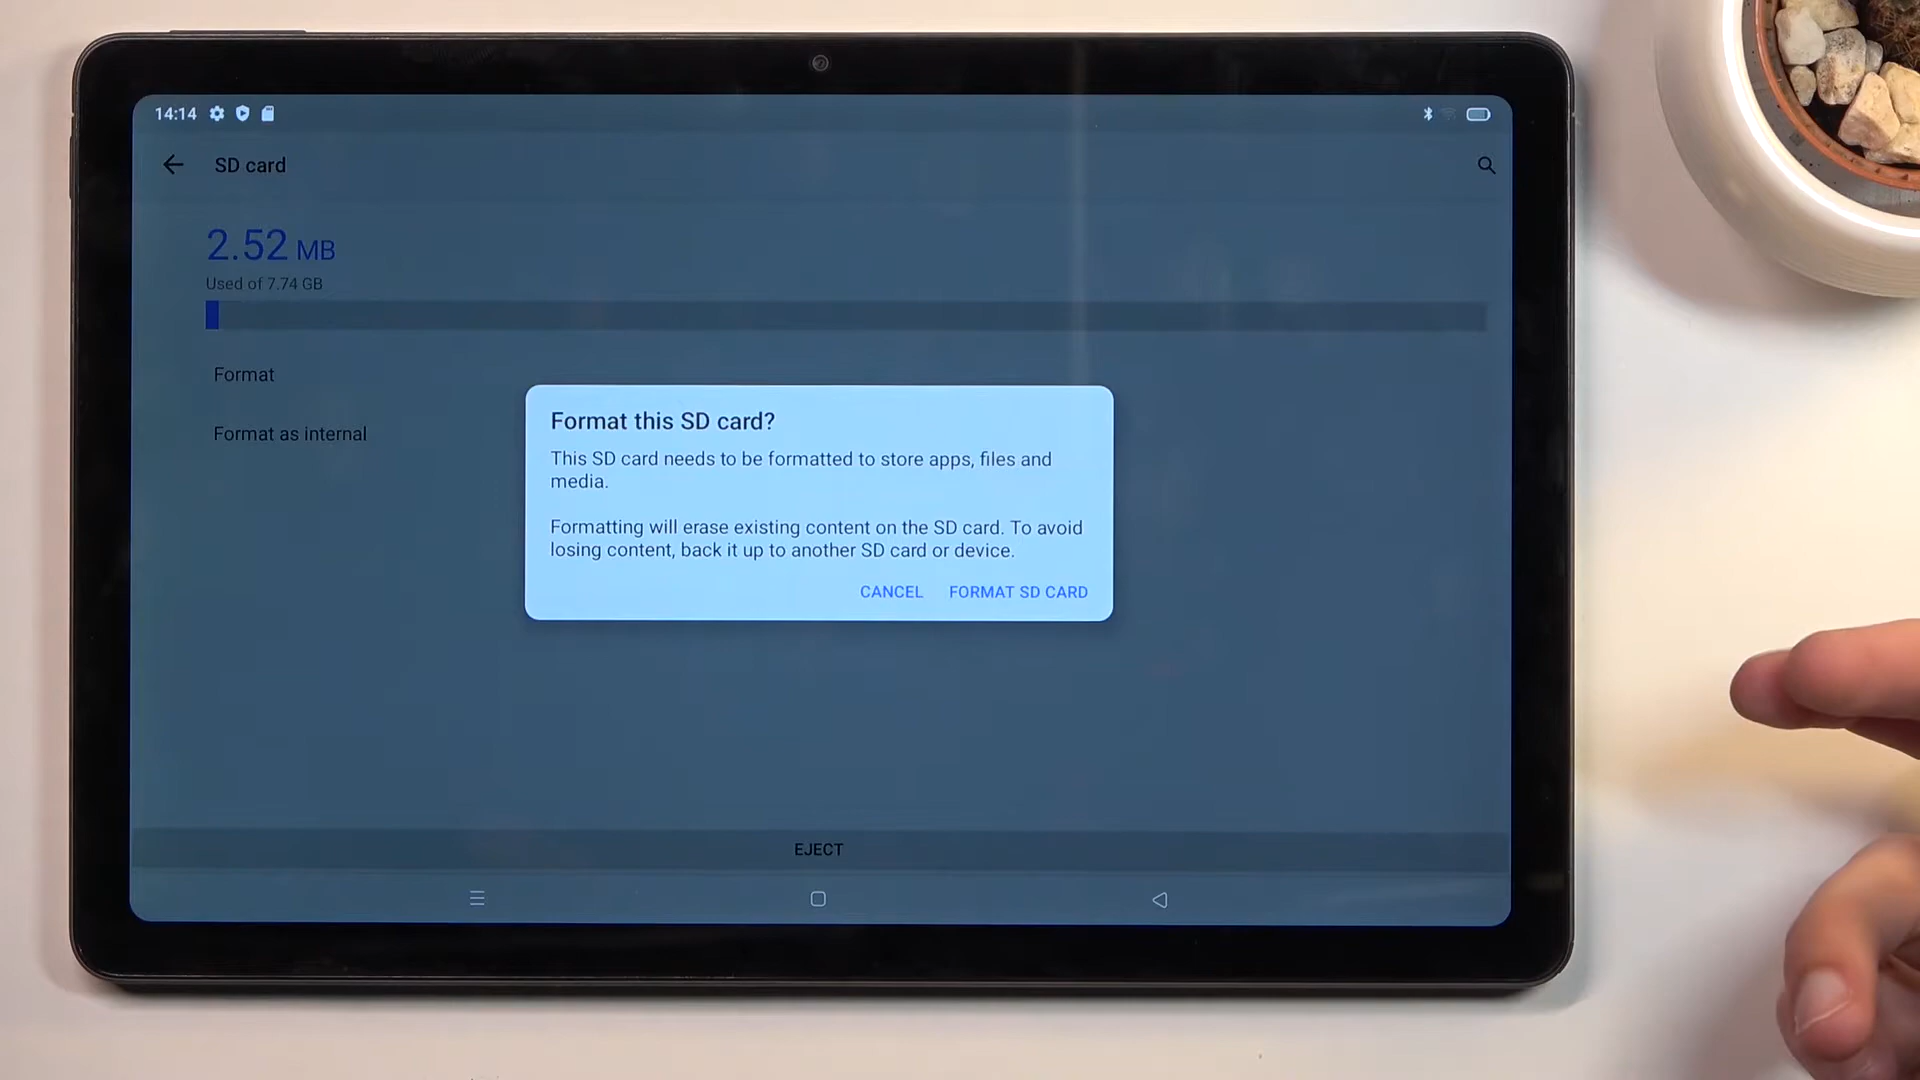 14:14
SD card
2.52 MB
Used of 7.74 GB
Format
Format as internal
Format this SD card?
This SD card needs to be formatted to store apps, files and
media.
Formatting will erase existing content on the SD card. To avoid
losing content, back it up to another SD card or device.
CANCEL FORMAT SD CARD
EJECT